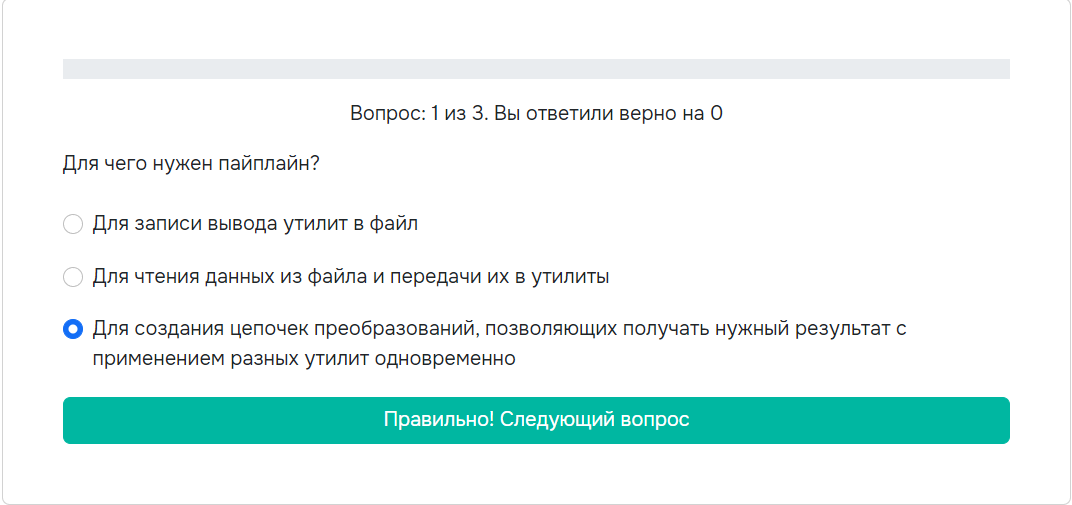 Вопрос: 1 из 3. Вы ответили верно на 0
Для чего нужен пайплайн?
Для записи вывода утилит в файл
Для чтения данных из файла и передачи их в утилиты
Для создания цепочек преобразований, позволяющих получать нужный результат с
применением разных утилит одновременно
Правильно! Следующий вопрос